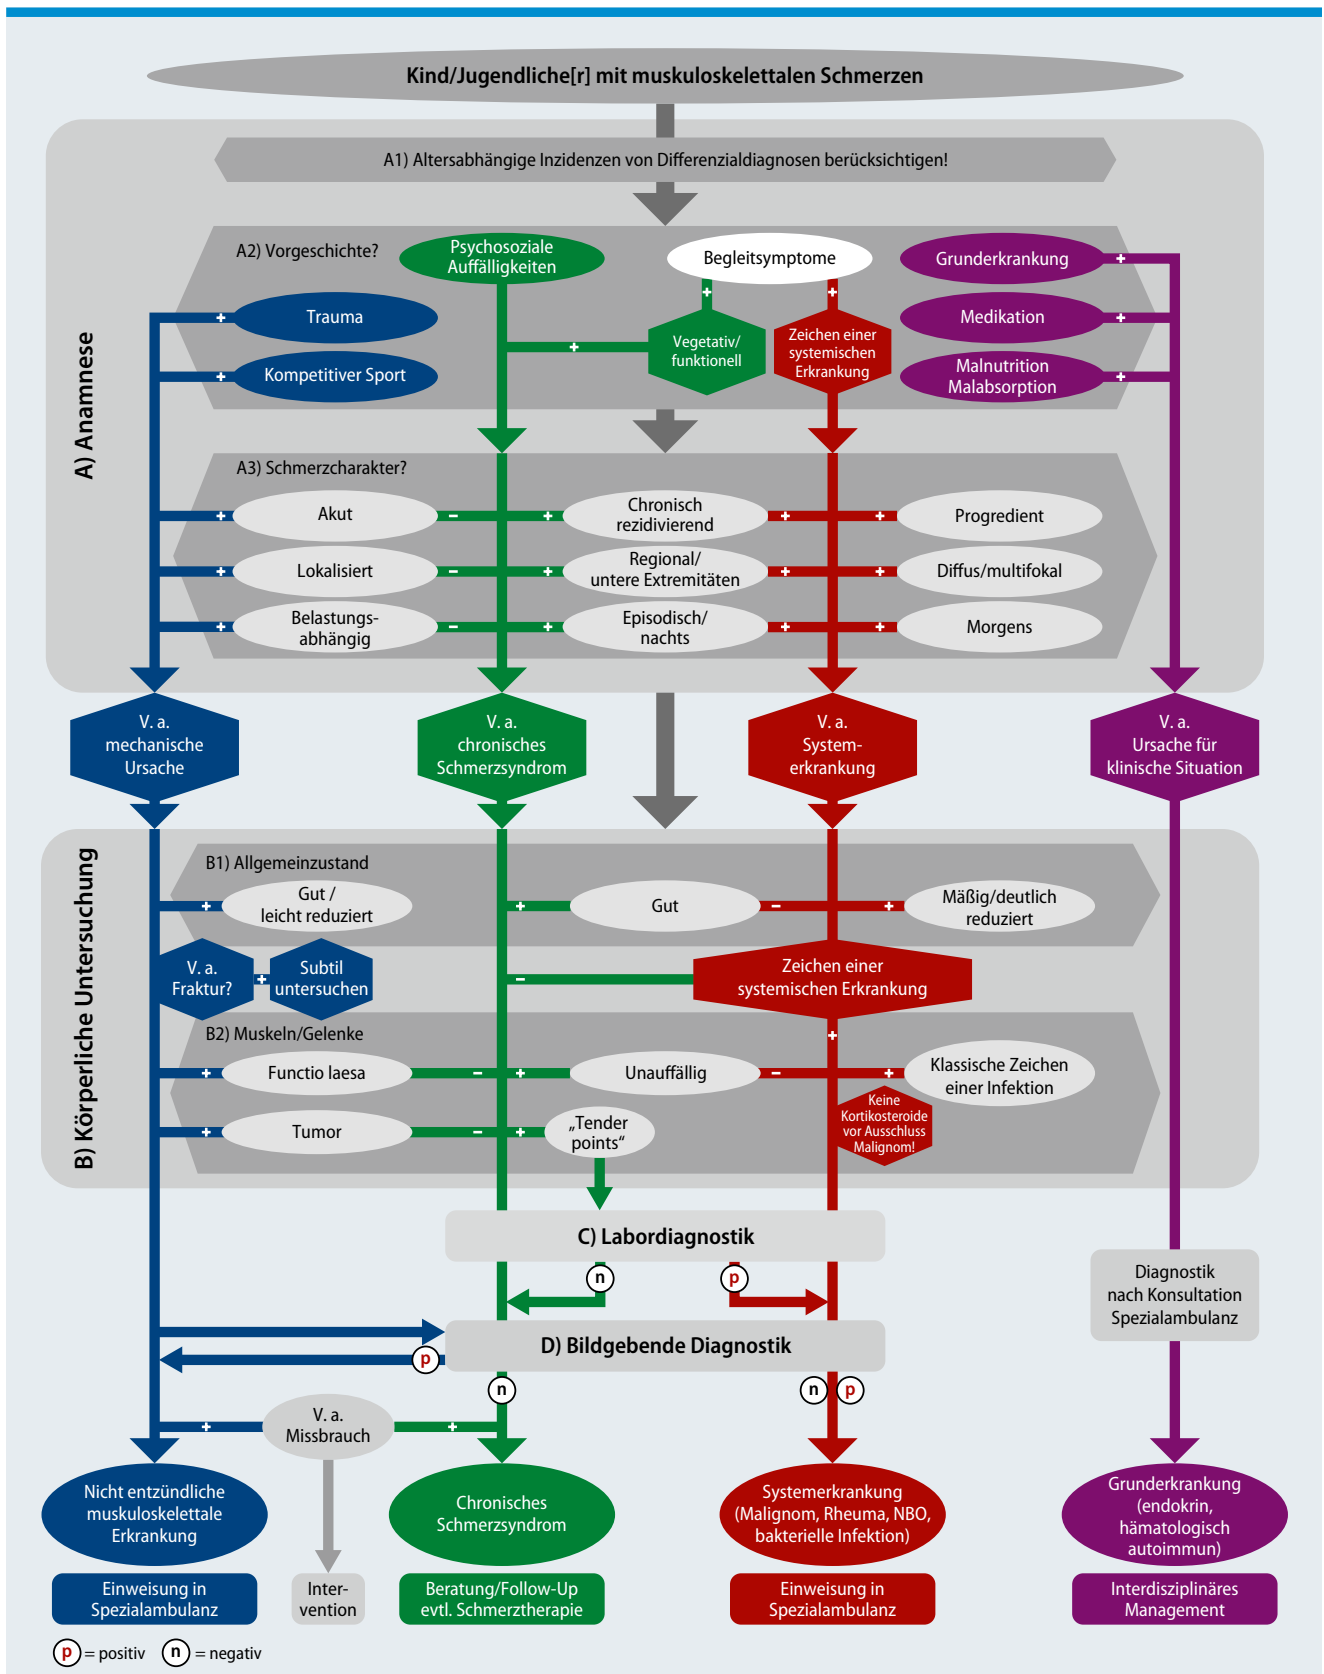 Kind/Jugendliche[r] mit muskuloskelettalen Schmerzen
A) Anamnese
A1) Altersabhängige Inzidenzen von Differenzialdiagnosen berücksichtigen!
A2) Vorgeschichte?
Psychosoziale
Auffälligkeiten
Begleitsymptome
Grunderkrankung
+
+
+
Trauma
+
Medikation
+
Vegetativ/
funktionell
+
Zeichen einer
systemischen
Erkrankung
Kompetitiver Sport
+
Malnutrition
Malabsorption
+
A3) Schmerzcharakter?
+
Akut
–
+
Chronisch
rezidivierend
+
+
Progredient
+
Lokalisiert
–
+
Regional/
untere Extremitäten
+
+
Diffus/multifokal
+
Belastungs-
abhängig
–
+
Episodisch/
nachts
+
+
Morgens
V. a.
mechanische
Ursache
V. a.
chronisches
Schmerzsyndrom
V. a.
System-
erkrankung
V. a.
Ursache für
klinische Situation
B) Körperliche Untersuchung
B1) Allgemeinzustand
+
Gut /
leicht reduziert
+
Gut
–
+
Mäßig/deutlich
reduziert
V. a.
Fraktur?
+
Subtil
untersuchen
–
Zeichen einer
systemischen Erkrankung
+
B2) Muskeln/Gelenke
+
Functio laesa
–
+
Unauffällig
–
+
Klassische Zeichen
einer Infektion
Keine
Kortikosteroide
vor Ausschluss
Malignom!
+
Tumor
–
+
„Tender
points“
C) Labordiagnostik
n
p
Diagnostik
nach Konsultation
Spezialambulanz
D) Bildgebende Diagnostik
p
n
n
p
+
V. a.
Missbrauch
+
Nicht entzündliche
muskuloskelettale
Erkrankung
Chronisches
Schmerzsyndrom
Systemerkrankung
(Malignom, Rheuma, NBO,
bakterielle Infektion)
Grunderkrankung
(endokrin,
hämatologisch
autoimmun)
Einweisung in
Spezialambulanz
Inter-
vention
Beratung/Follow-Up
evtl. Schmerztherapie
Einweisung in
Spezialambulanz
Interdisziplinäres
Management
p = positiv n = negativ